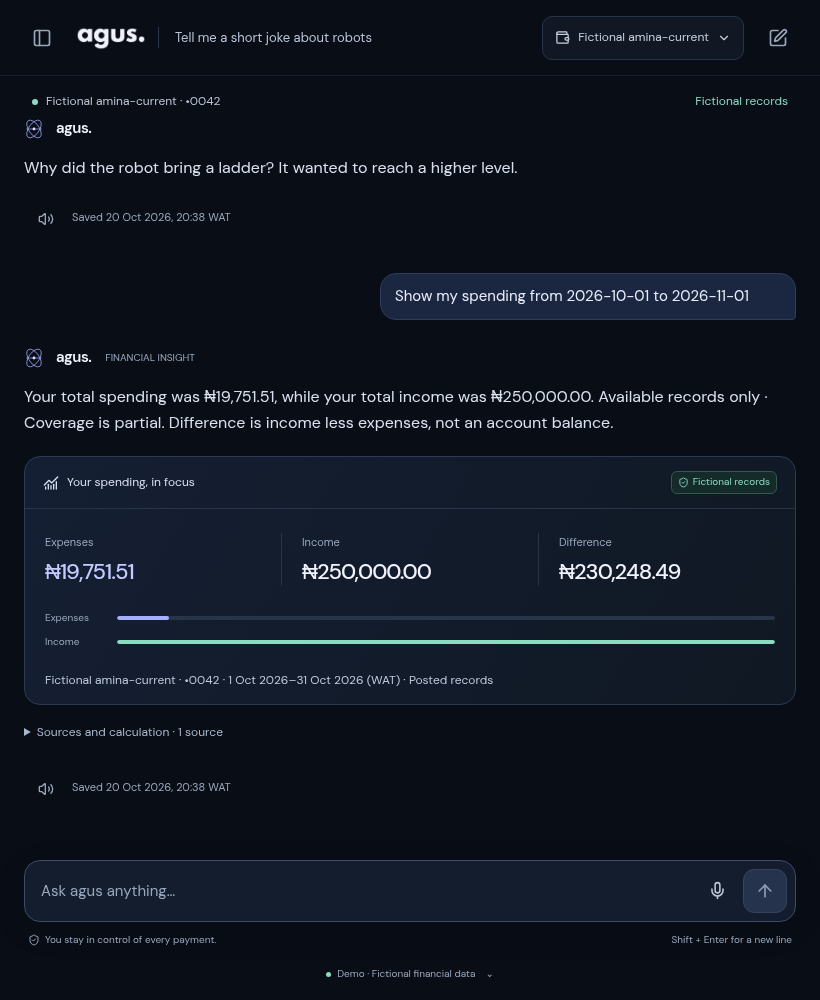 agus.
Tell me a short joke about robots
Fictional amina-current
Fictional amina-current · •0042
Fictional records
agus.
Why did the robot bring a ladder? It wanted to reach a higher level.
Saved 20 Oct 2026, 20:38 WAT
Show my spending from 2026-10-01 to 2026-11-01
agus.
FINANCIAL INSIGHT
Your total spending was ₦19,751.51, while your total income was ₦250,000.00. Available records only ·
Coverage is partial. Difference is income less expenses, not an account balance.
Your spending, in focus
Fictional records
Expenses
Income
Difference
₦19,751.51
₦250,000.00
₦230,248.49
Expenses
Income
Fictional amina-current · •0042 · 1 Oct 2026–31 Oct 2026 (WAT) · Posted records
Sources and calculation · 1 source
Saved 20 Oct 2026, 20:38 WAT
Ask agus anything...
You stay in control of every payment.
Shift + Enter for a new line
Demo · Fictional financial data